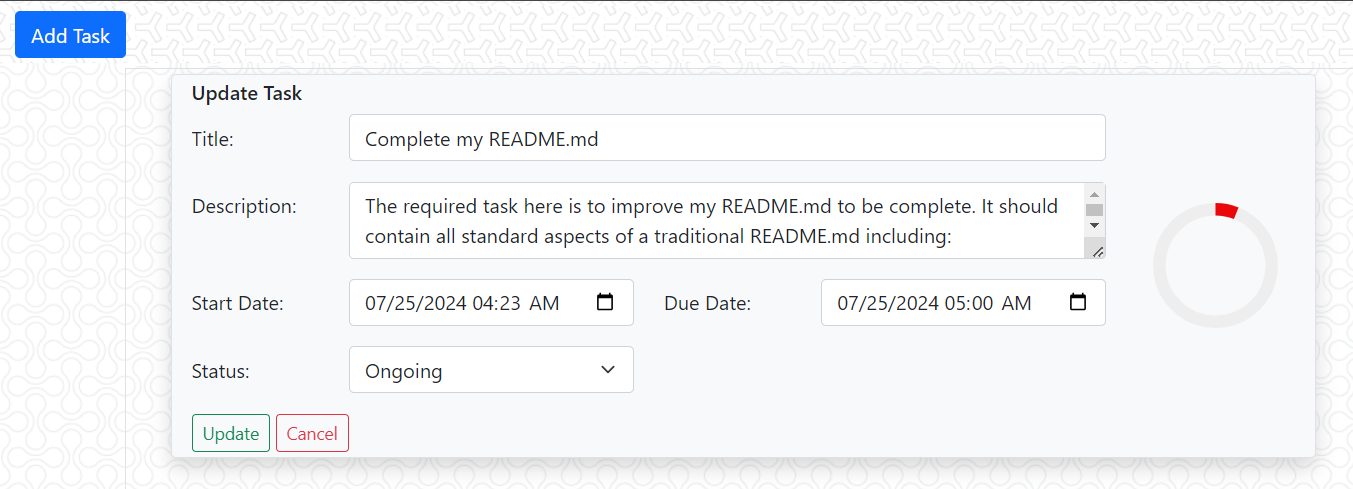 Add Task
Update Task
Title: Complete my README.md
Description: The required task here is to improve my README.md to be complete. It should
contain all standard aspects of a traditional README.md including:
Start Date: 07/25/2024 04:23 AM Due Date: 07/25/2024 05:00 AM
Status: Ongoing
Update Cancel